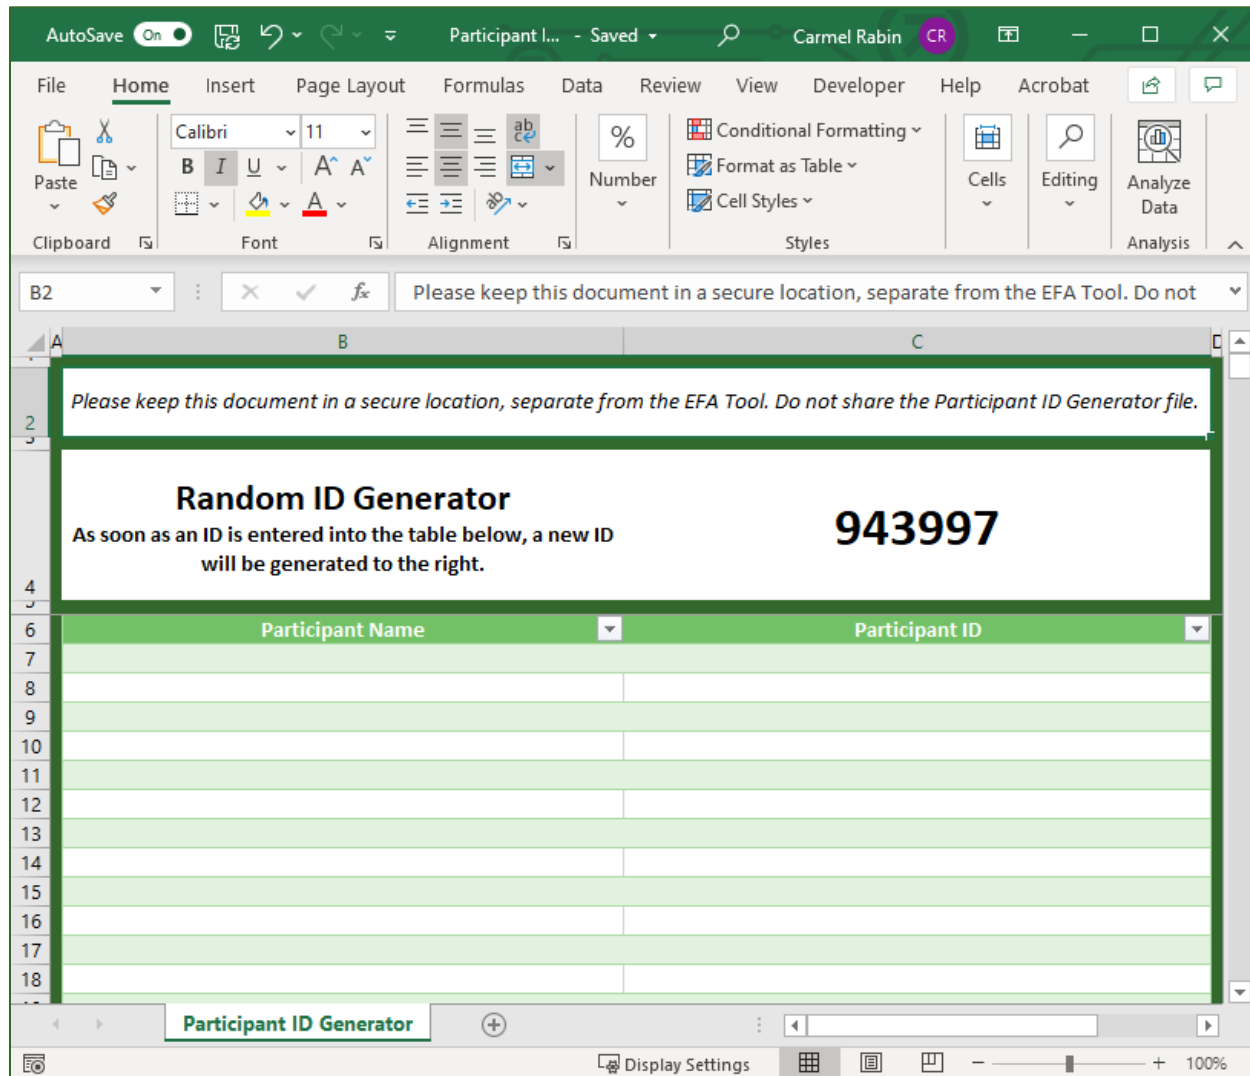 AutoSave On Participant I... - Saved Carmel Rabin CR
File Home Insert Page Layout Formulas Data Review View Developer Help Acrobat
Paste
Clipboard
Calibri 11
B I U A A
A
Font
ab
c
Alignment
%
Number
Conditional Formatting
Format as Table
Cell Styles
Styles
Cells
Editing
Analyze
Data
Analysis
B2 fx Please keep this document in a secure location, separate from the EFA Tool. Do not
A B C D
2 Please keep this document in a secure location, separate from the EFA Tool. Do not share the Participant ID Generator file.
Random ID Generator
As soon as an ID is entered into the table below, a new ID
will be generated to the right.
943997
4
6 Participant Name Participant ID
7
8
9
10
11
12
13
14
15
16
17
18
Participant ID Generator
Display Settings 100%